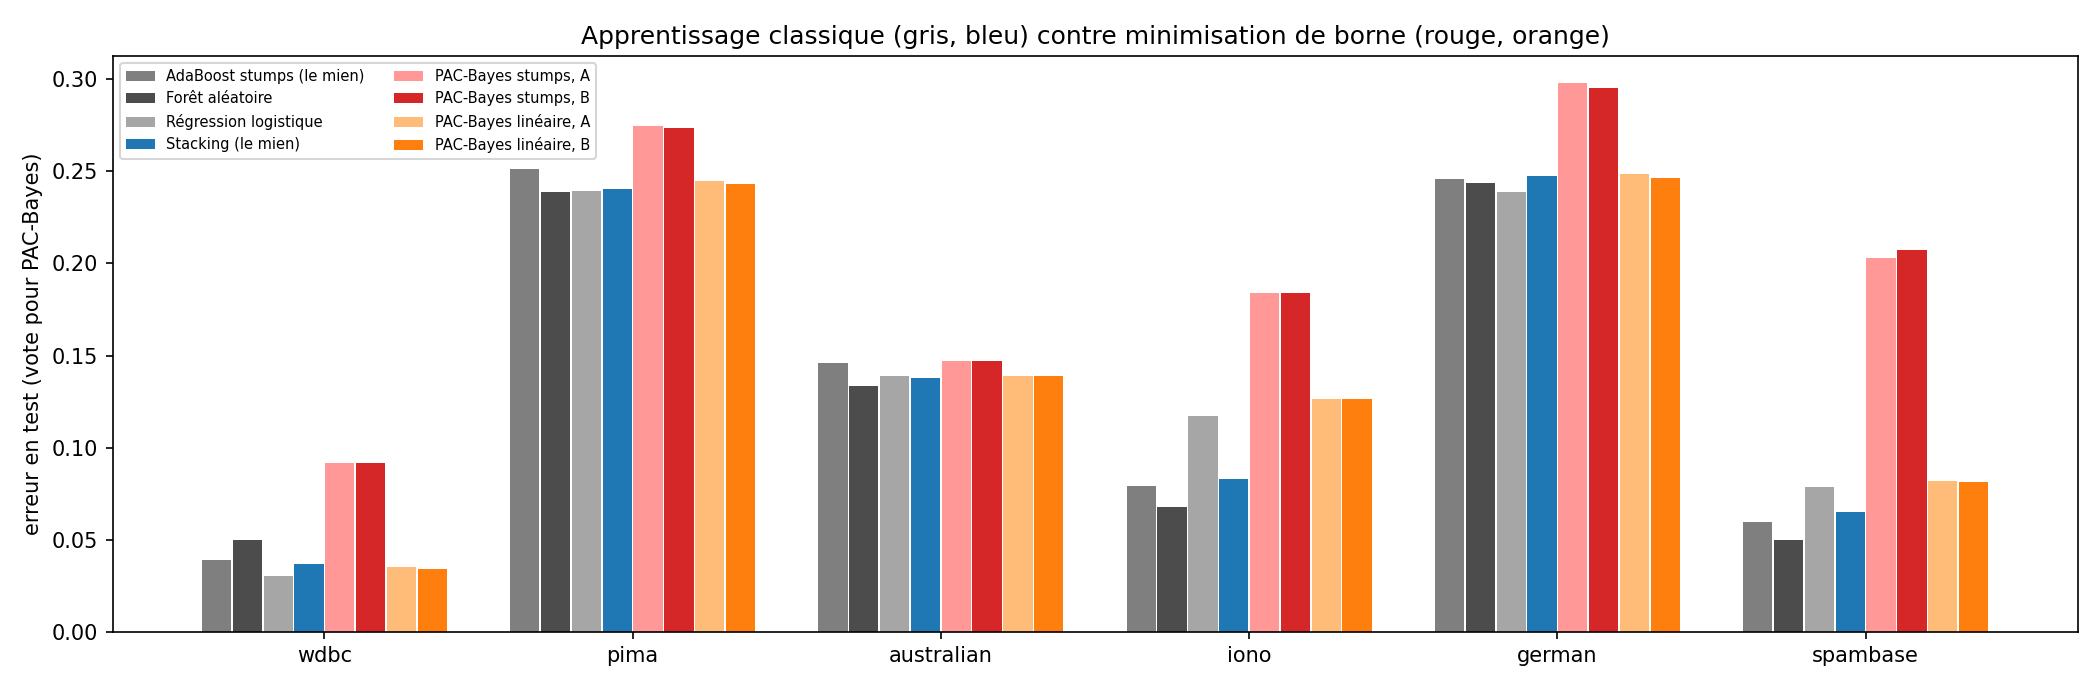 Apprentissage classique (gris, bleu) contre minimisation de borne (rouge, orange)
AdaBoost stumps (le mien)
Forêt aléatoire
Régression logistique
Stacking (le mien)
PAC-Bayes stumps, A
PAC-Bayes stumps, B
PAC-Bayes linéaire, A
PAC-Bayes linéaire, B
erreur en test (vote pour PAC-Bayes)
0.30
0.25
0.20
0.15
0.10
0.05
0.00
wdbc
pima
australian
iono
german
spambase